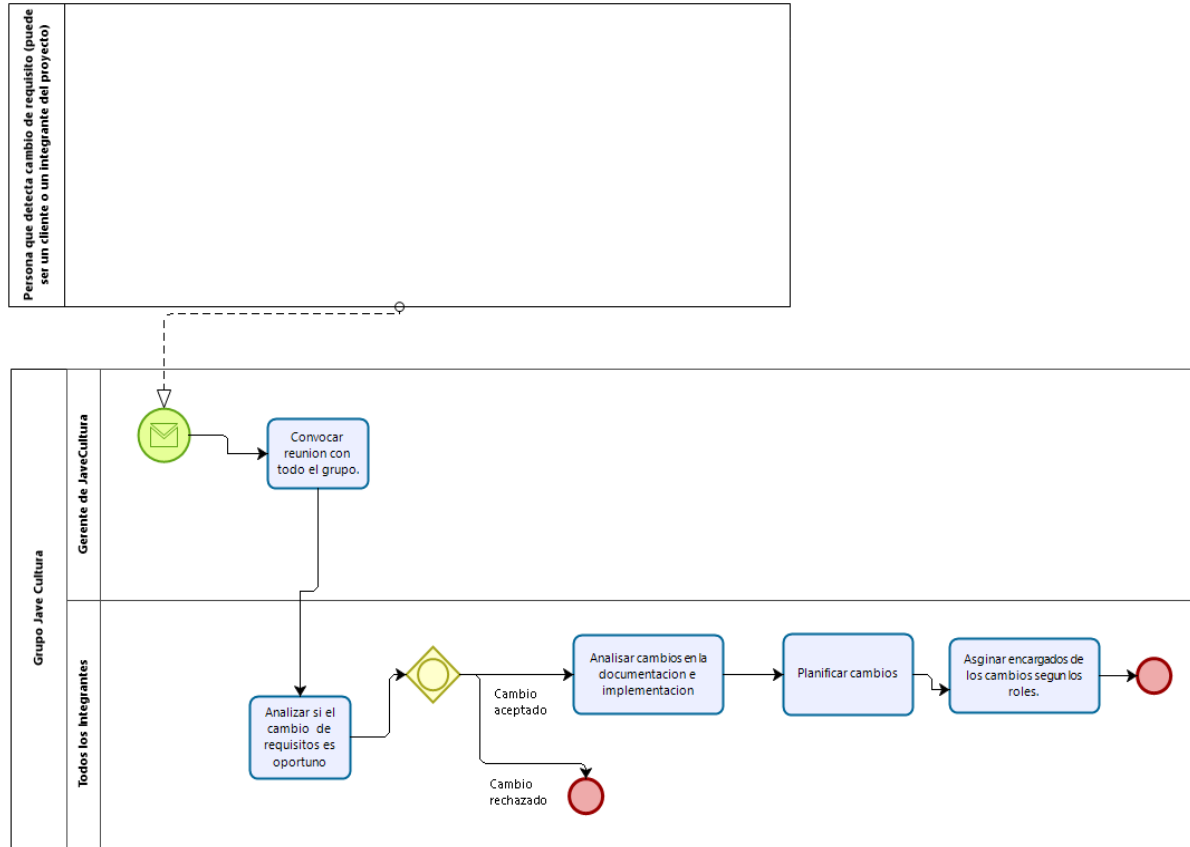 Persona que detecta cambio de requisito (puede
ser un cliente o un integrante del proyecto)
Grupo Jave Cultura
Gerente de JaveCultura
Convocar
reunion con
todo el grupo.
Todos los Integrantes
Analizar si el
cambio de
requisitos es
oportuno
Cambio
aceptado
Cambio
rechazado
Analisar cambios en la
documentacion e
implementacion
Planificar cambios
Asginar encargados de
los cambios segun los
roles.